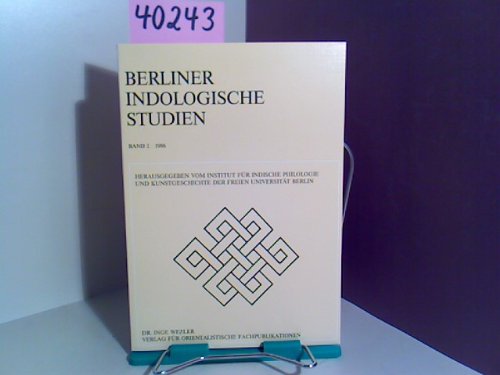 40243
BERLINER
INDOLOGISCHE
STUDIEN
BAND 2 1986
HERAUSGEGEBEN VOM INSTITUT FÜR INDISCHE PHILOLOGIE
UND KUNSTGESCHICHTE DER FREIEN UNIVERSITÄT BERLIN
DR. INGE WEZLER
VERLAG FÜR ORIENTALISTISCHE FACHPUBLIKATIONEN